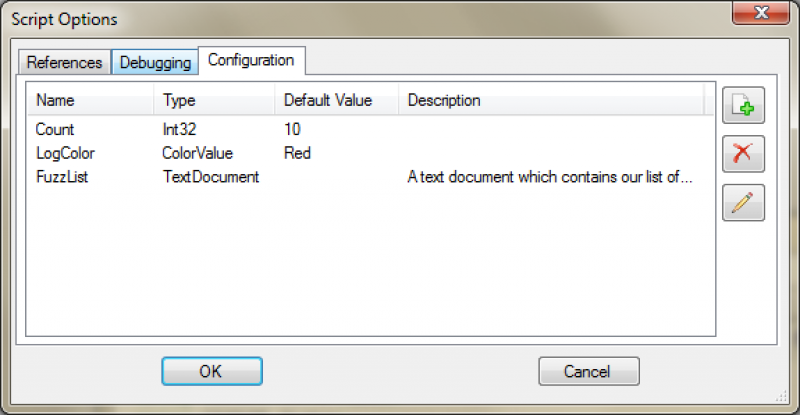 Script Options
References Debugging Configuration
Name Type Default Value Description
Count Int32 10
LogColor ColorValue Red
FuzzList TextDocument A text document which contains our list of...
OK Cancel